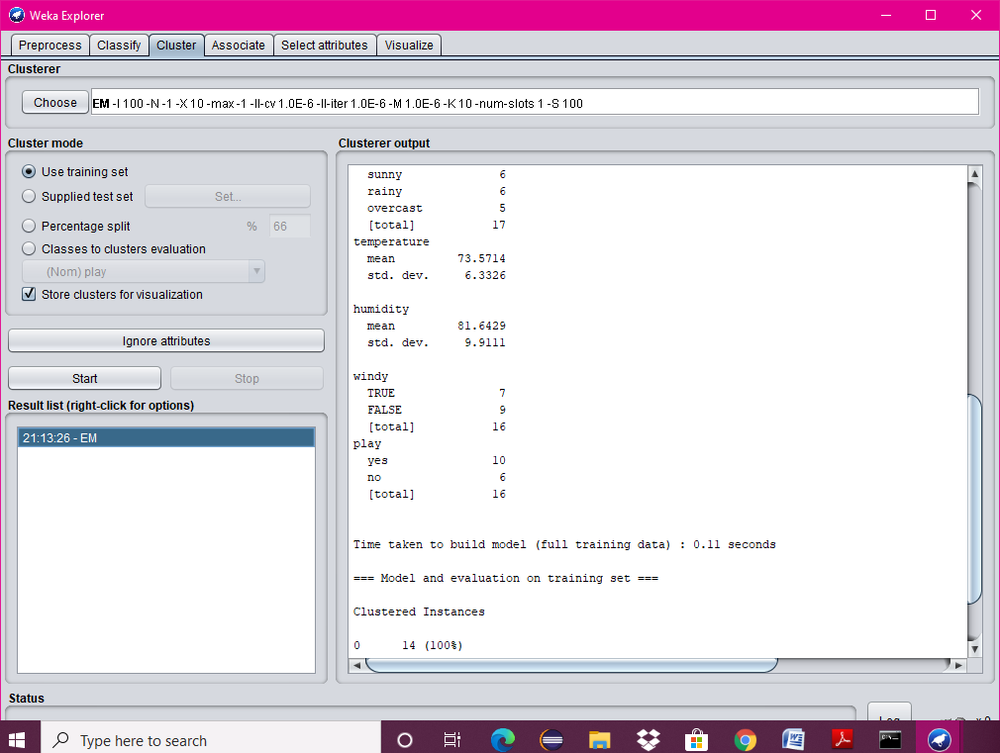 Weka Explorer
Preprocess Classify Cluster Associate Select attributes Visualize
Clusterer
Choose EM -I 100 -N -1 -X 10 -max -1 -ll-cv 1.0E-6 -ll-iter 1.0E-6 -M 1.0E-6 -K 10 -num-slots 1 -S 100
Cluster mode
Use training set
Supplied test set Set...
Percentage split % 66
Classes to clusters evaluation
(Nom) play
Store clusters for visualization
Ignore attributes
Start Stop
Result list (right-click for options)
21:13:26 - EM
Clusterer output
sunny 6
rainy 6
overcast 5
[total] 17
temperature
mean 73.5714
std. dev. 6.3326
humidity
mean 81.6429
std. dev. 9.9111
windy
TRUE 7
FALSE 9
[total] 16
play
yes 10
no 6
[total] 16
Time taken to build model (full training data) : 0.11 seconds
=== Model and evaluation on training set ===
Clustered Instances
0 14 (100%)
Status
Log x 0
Type here to search